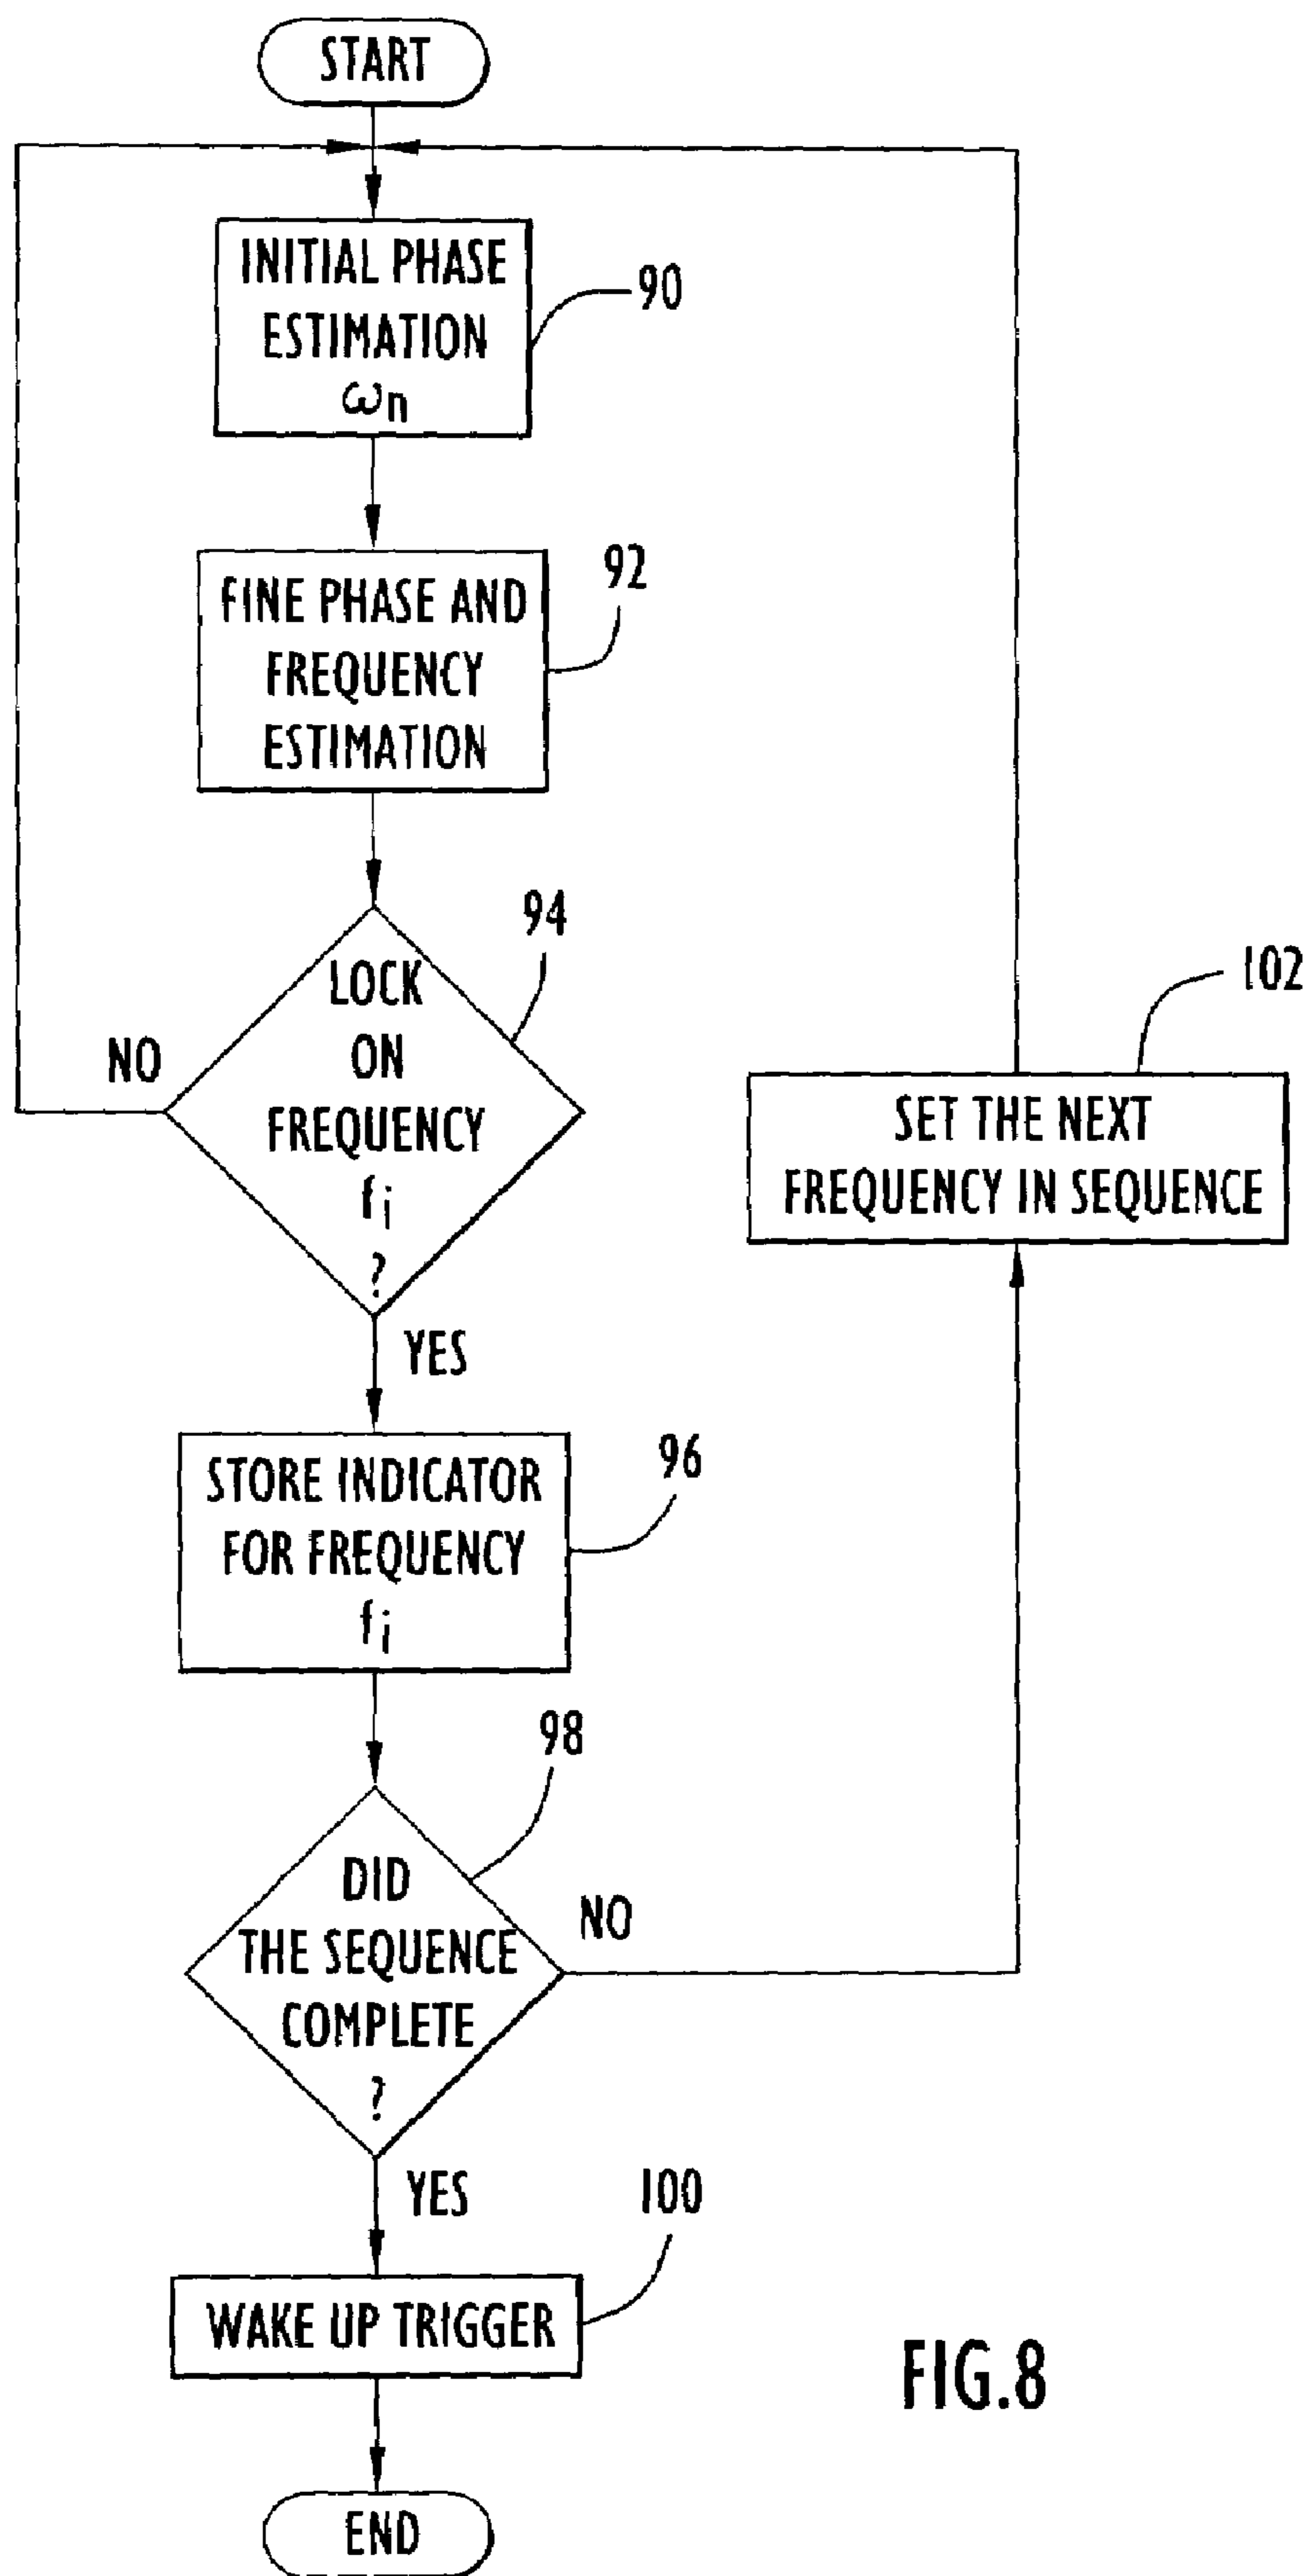 START
INITIAL PHASE
ESTIMATION
ωn
90
FINE PHASE AND
FREQUENCY
ESTIMATION
92
LOCK
ON
FREQUENCY
fi
?
94
NO
YES
102
SET THE NEXT
FREQUENCY IN SEQUENCE
STORE INDICATOR
FOR FREQUENCY
fi
96
DID
THE SEQUENCE
COMPLETE
?
98
NO
YES
WAKE UP TRIGGER
100
END
FIG.8